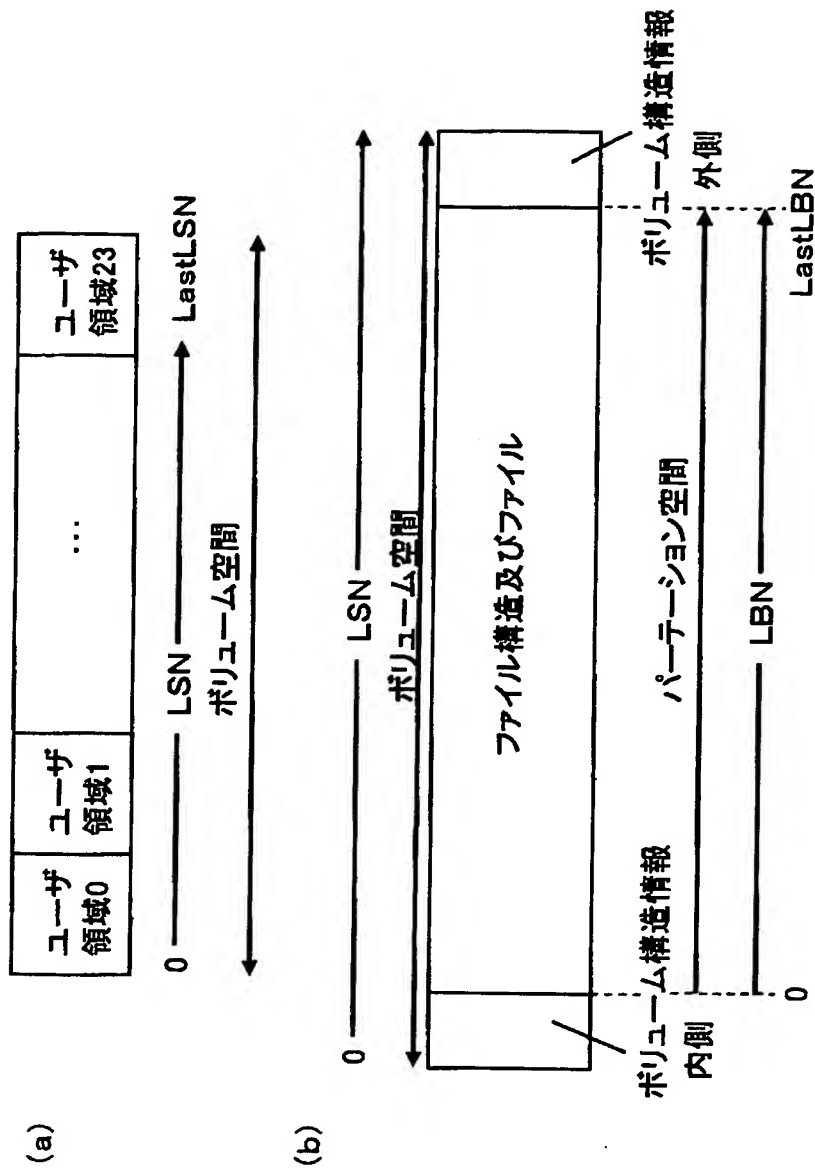 (a)
ユーザ
領域0
ユーザ
領域1
…
ユーザ
領域23
0
LSN
LastLSN
ボリューム空間
(b)
0
LSN
ボリューム空間
ファイル構造及びファイル
ボリューム構造情報
内側
ボリューム構造情報
外側
パーテーション空間
0
LBN
LastLBN